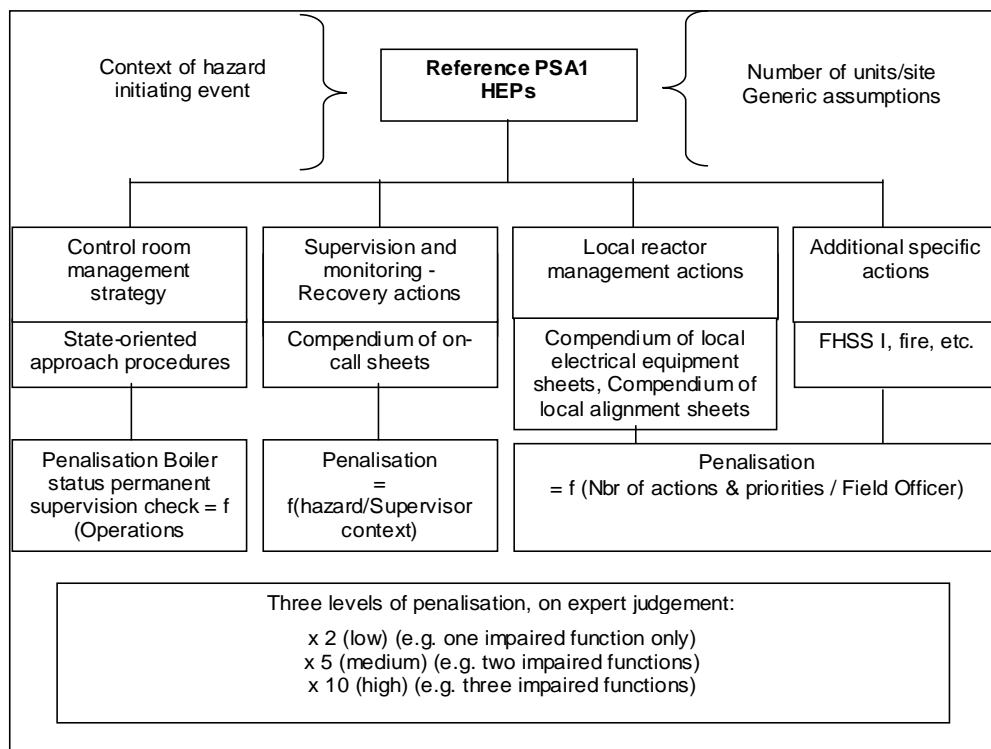 Context of hazard
initiating event
Reference PSA1
HEPs
Number of units/site
Generic assumptions
Control room
management
strategy
State-oriented
approach procedures
Penalisation Boiler
status permanent
supervision check = f
(Operations
Supervision and
monitoring -
Recovery actions
Compendium of on-
call sheets
Penalisation
=
f(hazard/Supervisor
context)
Local reactor
management actions
Compendium of local
electrical equipment
sheets, Compendium of
local alignment sheets
Additional specific
actions
FHSS I, fire, etc.
Penalisation
= f (Nbr of actions & priorities / Field Officer)
Three levels of penalisation, on expert judgement:
x 2 (low) (e.g. one impaired function only)
x 5 (medium) (e.g. two impaired functions)
x 10 (high) (e.g. three impaired functions)